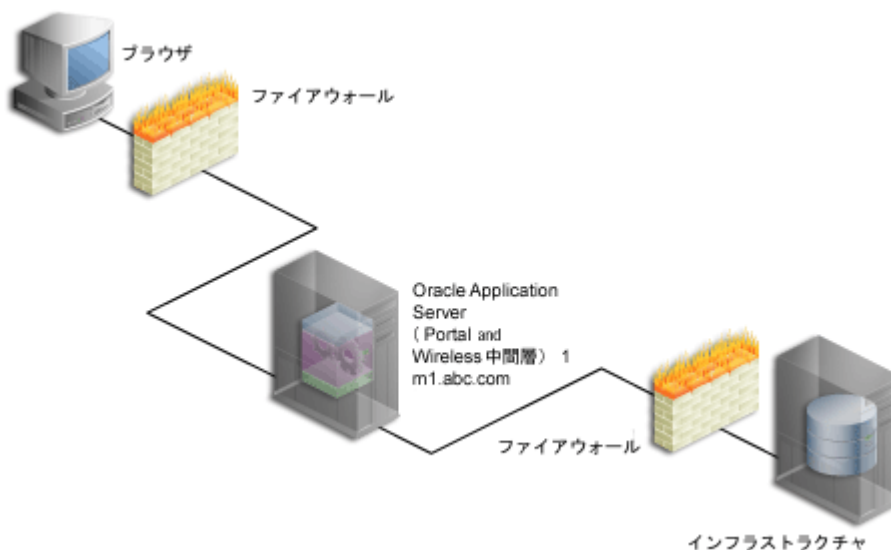 ブラウザ
ファイアウォール
Oracle Application
Server
( Portal and
Wireless 中間層） 1
m1.abc.com
ファイアウォール
インフラストラクチャ